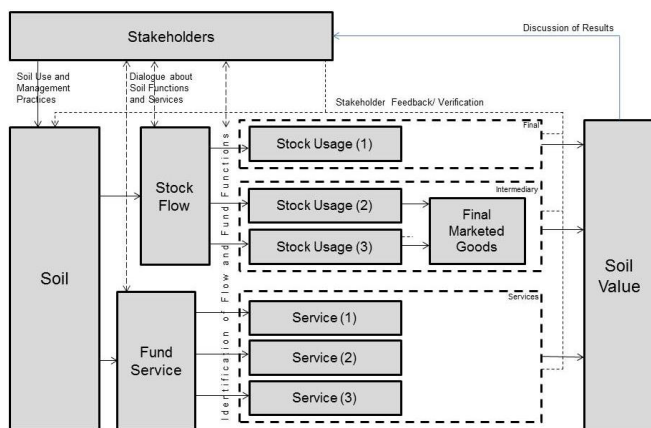 Stakeholders
Discussion of Results
Soil Use and
Management
Practices
Dialogue about
Soil Functions
and Services
Stakeholder Feedback/ Verification
Final
Stock Usage (1)
Intermediary
Stock
Flow
Stock Usage (2)
Stock Usage (3)
Final
Marketed
Goods
Identification of Flow and Fund Functions
Soil
Soil
Value
Services
Service (1)
Fund
Service
Service (2)
Service (3)